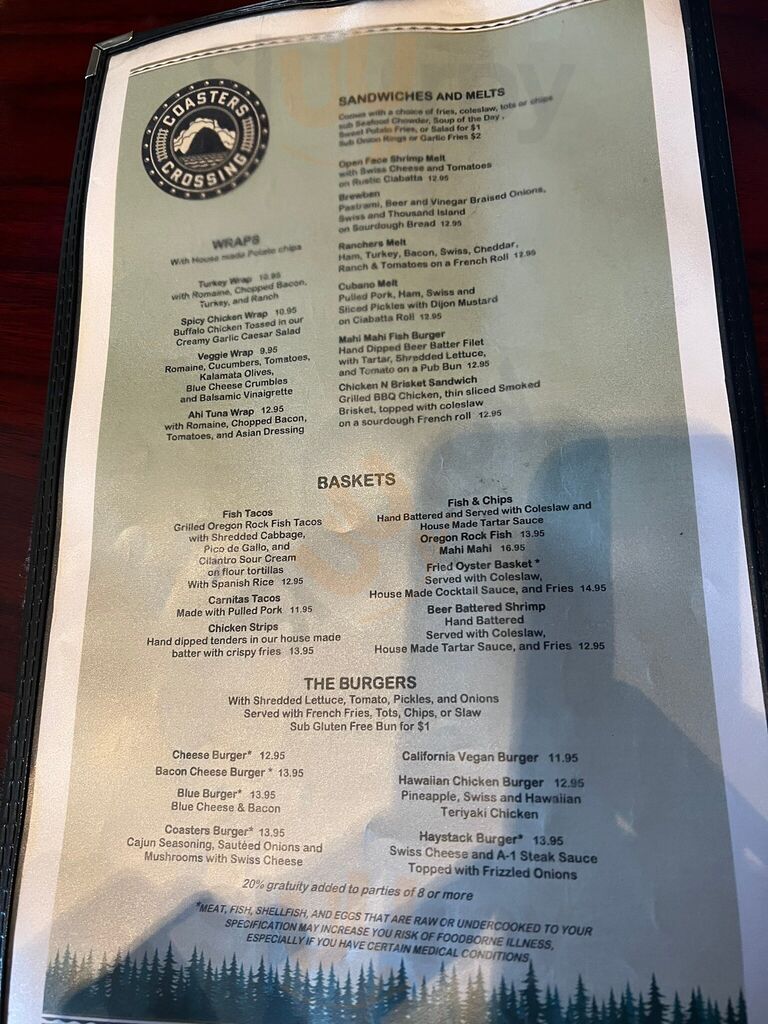 COASTERS
CROSSING
SANDWICHES AND MELTS
Comes with a choice of fries, coleslaw, tots or chips
sub Seafood Chowder, Soup of the Day,
Sweet Potato Fries, or Salad for $1
Sub Onion Rings or Garlic Fries $2
Open Face Shrimp Melt
with Swiss Cheese and Tomatoes
on Rustic Ciabatta 12.95
Brewben
Pastrami, Beer and Vinegar Braised Onions,
Swiss and Thousand Island
on Sourdough Bread 12.95
Ranchers Melt
Ham, Turkey, Bacon, Swiss, Cheddar,
Ranch & Tomatoes on a French Roll 12.95
Cubano Melt
Pulled Pork, Ham, Swiss and
Sliced Pickles with Dijon Mustard
on Ciabatta Roll 12.95
Mahi Mahi Fish Burger
Hand Dipped Beer Batter Filet
with Tartar, Shredded Lettuce,
and Tomato on a Pub Bun 12.95
Chicken N Brisket Sandwich
Grilled BBQ Chicken, thin sliced Smoked
Brisket, topped with coleslaw
on a sourdough French roll 12.95
WRAPS
With House made Potato chips
Turkey Wrap 10.95
with Romaine, Chopped Bacon,
Turkey, and Ranch
Spicy Chicken Wrap 10.95
Buffalo Chicken Tossed in our
Creamy Garlic Caesar Salad
Veggie Wrap 9.95
Romaine, Cucumbers, Tomatoes,
Kalamata Olives,
Blue Cheese Crumbles
and Balsamic Vinaigrette
Ahi Tuna Wrap 12.95
with Romaine, Chopped Bacon,
Tomatoes, and Asian Dressing
BASKETS
Fish Tacos
Grilled Oregon Rock Fish Tacos
with Shredded Cabbage,
Pico de Gallo, and
Cilantro Sour Cream
on flour tortillas
With Spanish Rice 12.95
Carnitas Tacos
Made with Pulled Pork 11.95
Chicken Strips
Hand dipped tenders in our house made
batter with crispy fries 13.95
Fish & Chips
Hand Battered and Served with Coleslaw and
House Made Tartar Sauce
Oregon Rock Fish 13.95
Mahi Mahi 16.95
Fried Oyster Basket *
Served with Coleslaw,
House Made Cocktail Sauce, and Fries 14.95
Beer Battered Shrimp
Hand Battered
Served with Coleslaw,
House Made Tartar Sauce, and Fries 12.95
THE BURGERS
With Shredded Lettuce, Tomato, Pickles, and Onions
Served with French Fries, Tots, Chips, or Slaw
Sub Gluten Free Bun for $1
Cheese Burger* 12.95
Bacon Cheese Burger * 13.95
Blue Burger* 13.95
Blue Cheese & Bacon
Coasters Burger* 13.95
Cajun Seasoning, Sautéed Onions and
Mushrooms with Swiss Cheese
California Vegan Burger 11.95
Hawaiian Chicken Burger 12.95
Pineapple, Swiss and Hawaiian
Teriyaki Chicken
Haystack Burger* 13.95
Swiss Cheese and A-1 Steak Sauce
Topped with Frizzled Onions
20% gratuity added to parties of 8 or more
*MEAT, FISH, SHELLFISH, AND EGGS THAT ARE RAW OR UNDERCOOKED TO YOUR
SPECIFICATION MAY INCREASE YOU RISK OF FOODBORNE ILLNESS,
ESPECIALLY IF YOU HAVE CERTAIN MEDICAL CONDITIONS